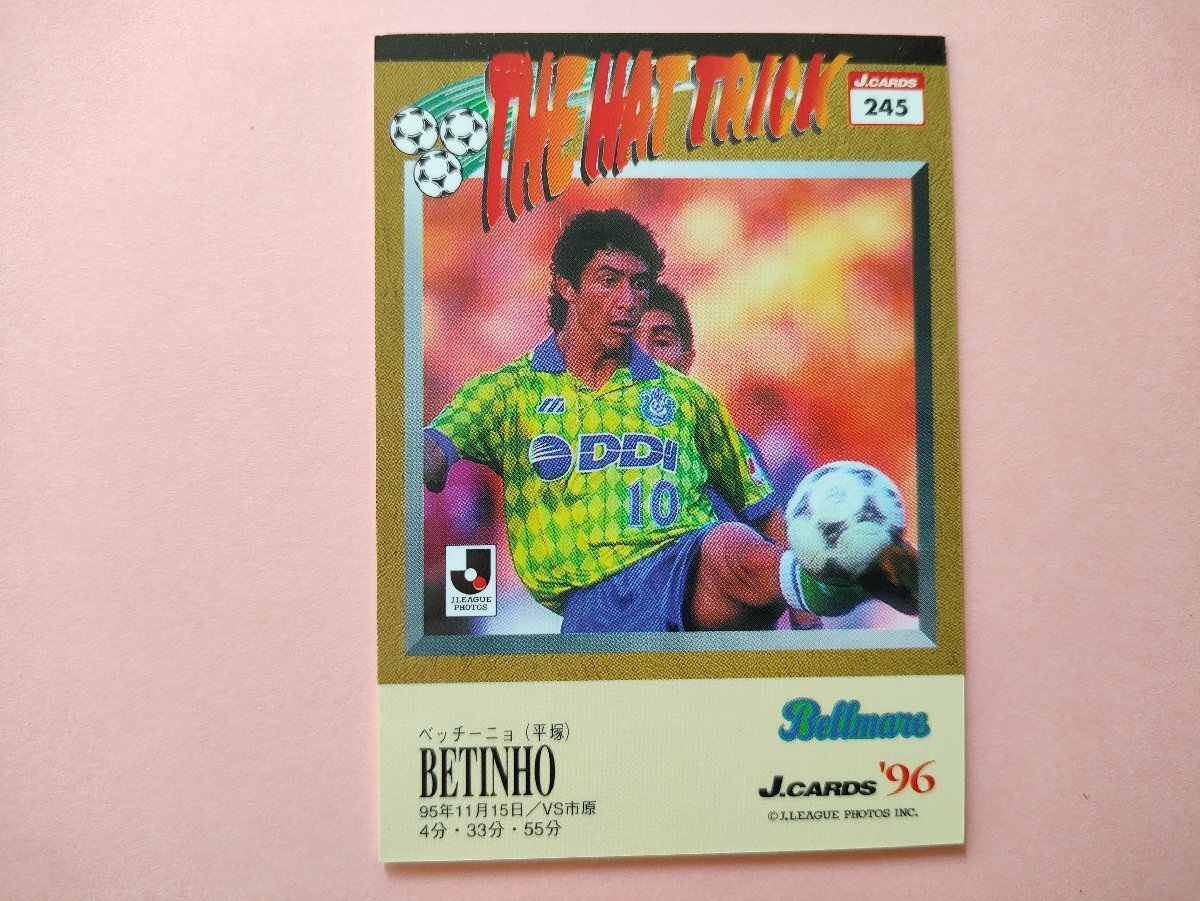 THE HAT TRICK
J.CARDS
245
DDI
10
J.LEAGUE
PHOTOS
ベッチーニョ(平塚)
BETINHO
95年11月15日/VS市原
4分・33分・55分
Bellmare
J.CARDS '96
©J.LEAGUE PHOTOS INC.